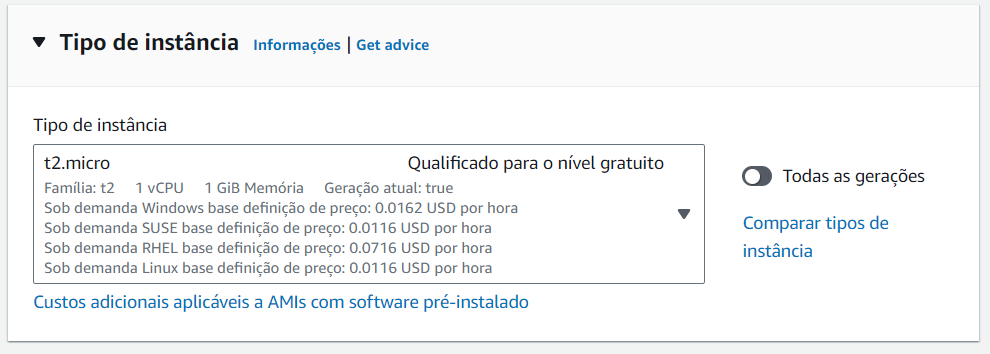 Tipo de instância Informações | Get advice
Tipo de instância
t2.micro Qualificado para o nível gratuito
Família: t2 1 vCPU 1 GiB Memória Geração atual: true
Sob demanda Windows base definição de preço: 0.0162 USD por hora
Sob demanda SUSE base definição de preço: 0.0116 USD por hora
Sob demanda RHEL base definição de preço: 0.0716 USD por hora
Sob demanda Linux base definição de preço: 0.0116 USD por hora
Todas as gerações
Comparar tipos de
instância
Custos adicionais aplicáveis a AMIs com software pré-instalado